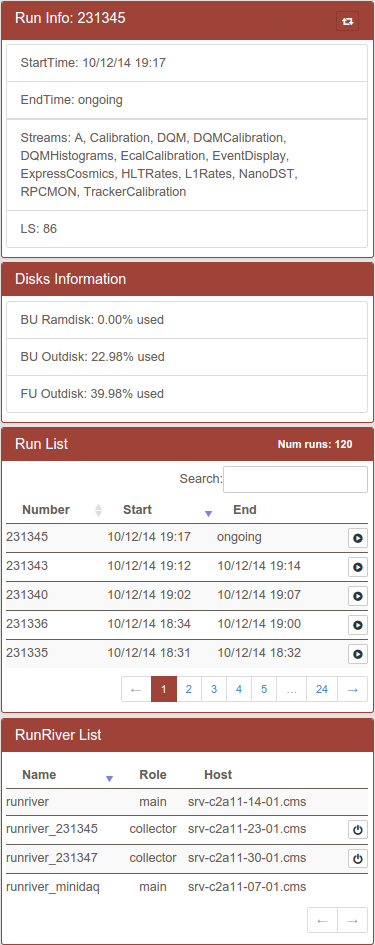 Run Info: 231345
StartTime: 10/12/14 19:17
EndTime: ongoing
Streams: A, Calibration, DQM, DQMCalibration,
DQMHistograms, EcalCalibration, EventDisplay,
ExpressCosmics, HLTRates, L1Rates, NanoDST,
RPCMON, TrackerCalibration
LS: 86
Disks Information
BU Ramdisk: 0.00% used
BU Outdisk: 22.98% used
FU Outdisk: 39.98% used
Run List Num runs: 120
Search:
Number Start End
231345 10/12/14 19:17 ongoing
231343 10/12/14 19:12 10/12/14 19:14
231340 10/12/14 19:02 10/12/14 19:07
231336 10/12/14 18:34 10/12/14 19:00
231335 10/12/14 18:31 10/12/14 18:32
← 1 2 3 4 5 ... 24 →
RunRiver List
Name Role Host
runriver main srv-c2a11-14-01.cms
runriver_231345 collector srv-c2a11-23-01.cms
runriver_231347 collector srv-c2a11-30-01.cms
runriver_minidaq main srv-c2a11-07-01.cms
← →